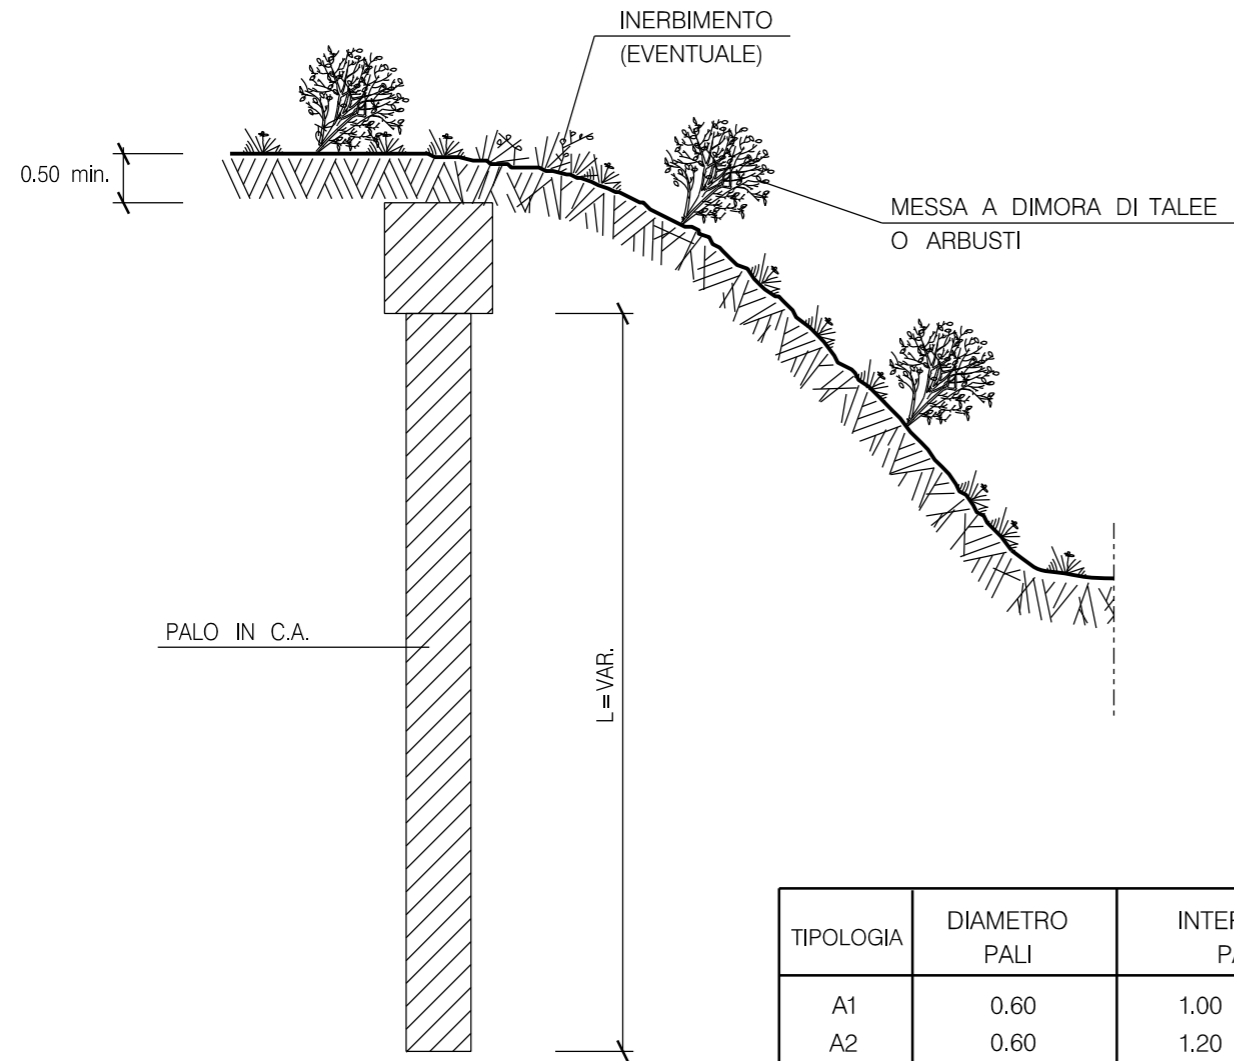 INERBIMENTO
(EVENTUALE)
0.50 min.
MESSA A DIMORA DI TALEE
O ARBUSTI
PALO IN C.A.
L=VAR.
TIPOLOGIA
DIAMETRO
PALI
A1 0.60 1.00
A2 0.60 1.20